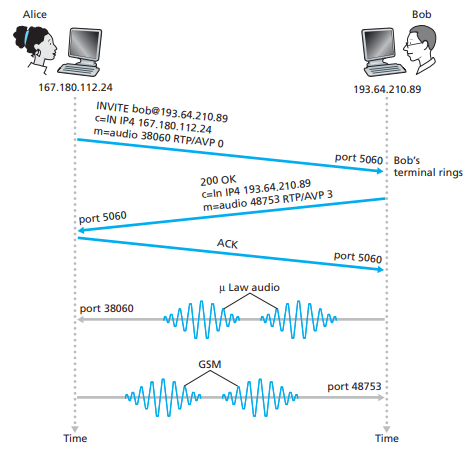 Alice
Bob
167.180.112.24
193.64.210.89
INVITE bob@193.64.210.89
c=IN IP4 167.180.112.24
m=audio 38060 RTP/AVP 0
port 5060
Bob's
terminal rings
200 OK
c=In IP4 193.64.210.89
m=audio 48753 RTP/AVP 3
port 5060
ACK
port 5060
μ Law audio
port 38060
GSM
port 48753
Time
Time